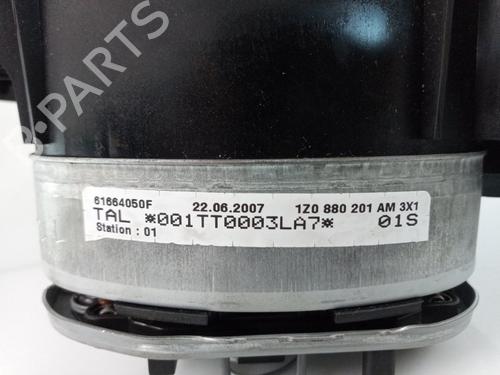 B-PARTS
61664050F 22.06.2007 1Z0 880 201 AM 3X1
TAL *001TT0003LA7* 01S
Station : 01